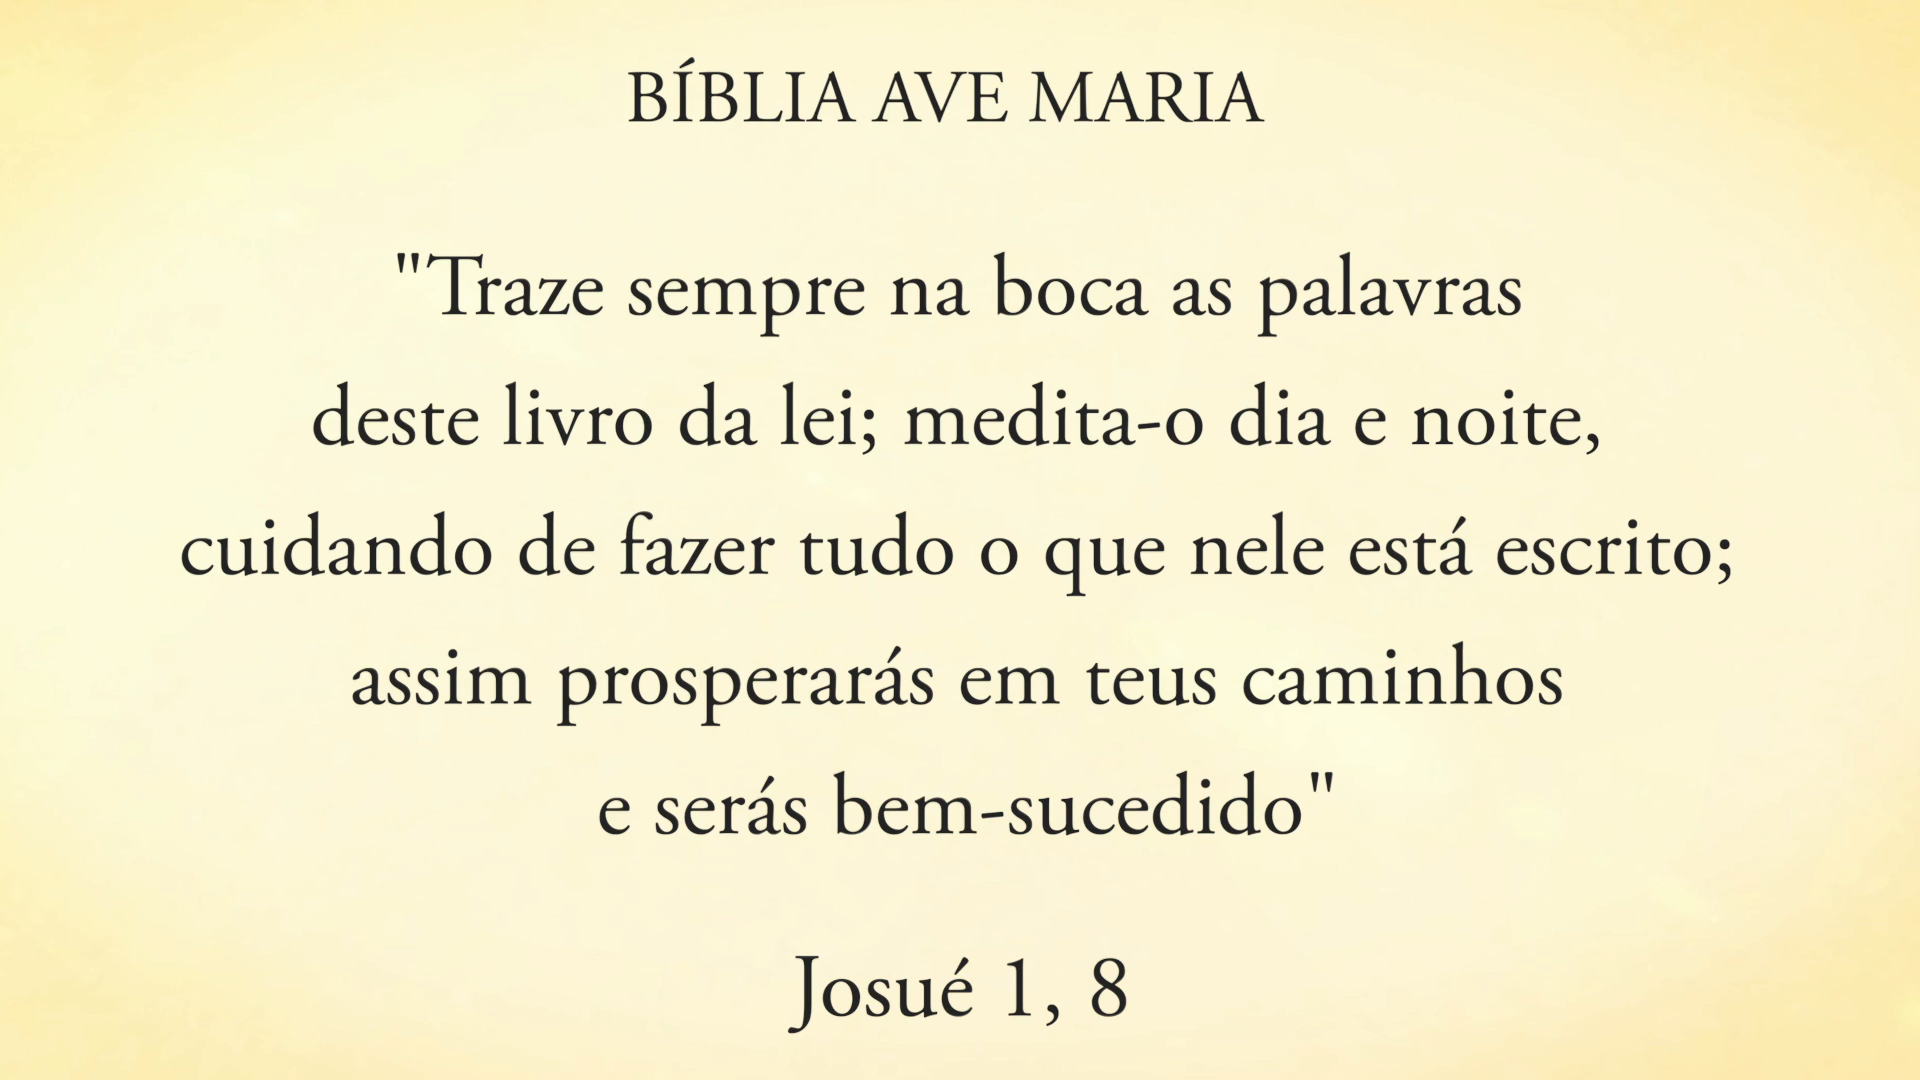 BÍBLIA AVE MARIA
"Traze sempre na boca as palavras
deste livro da lei; medita-o dia e noite,
cuidando de fazer tudo o que nele está escrito;
assim prosperarás em teus caminhos
e serás bem-sucedido"
Josué 1, 8